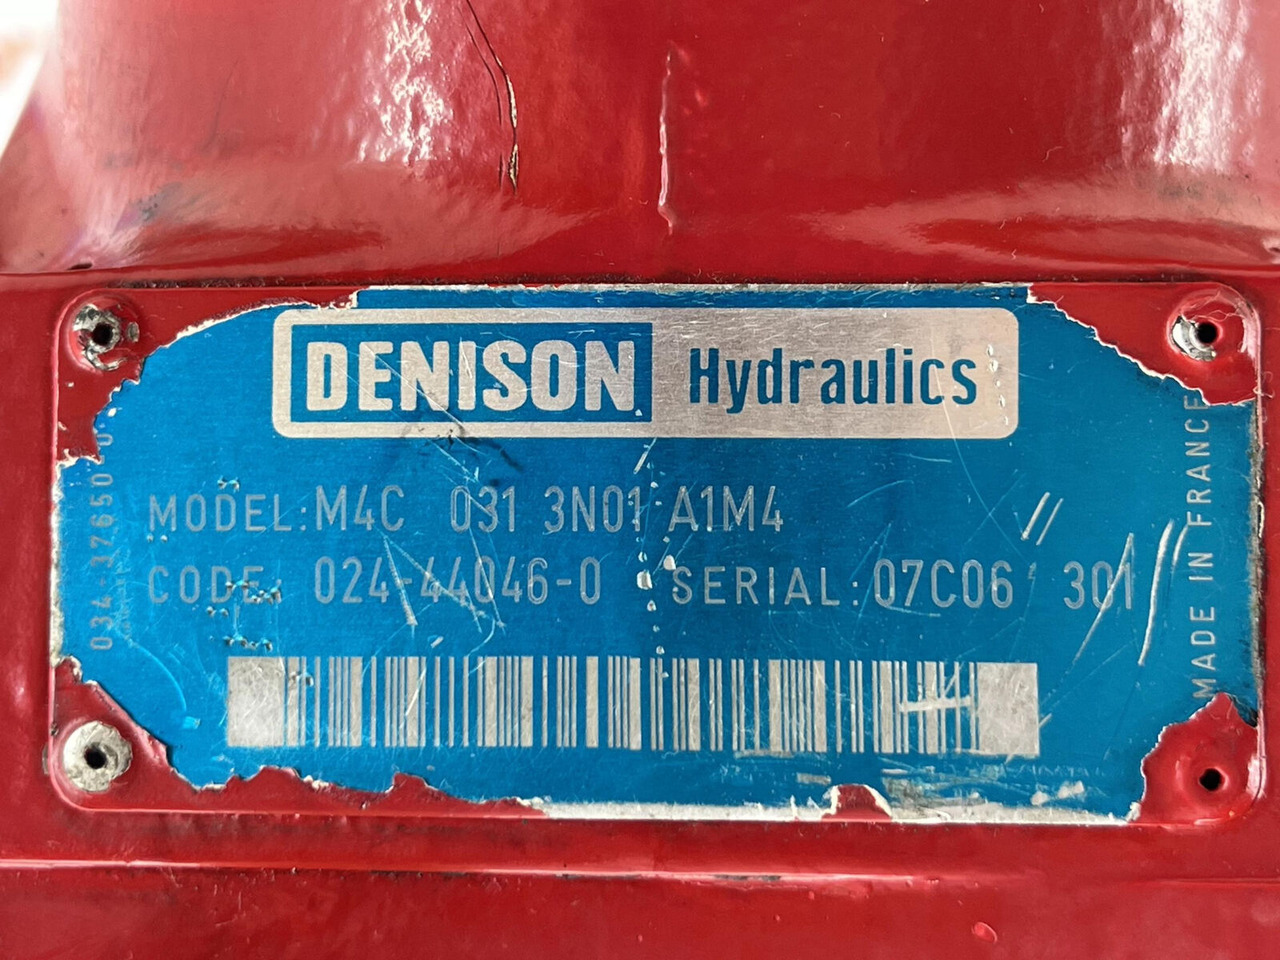 DENISON Hydraulics
MODEL: M4C 031 3N01 A1M4
CODE: 024-44046-0 SERIAL: 07C06 301
MADE IN FRANCE